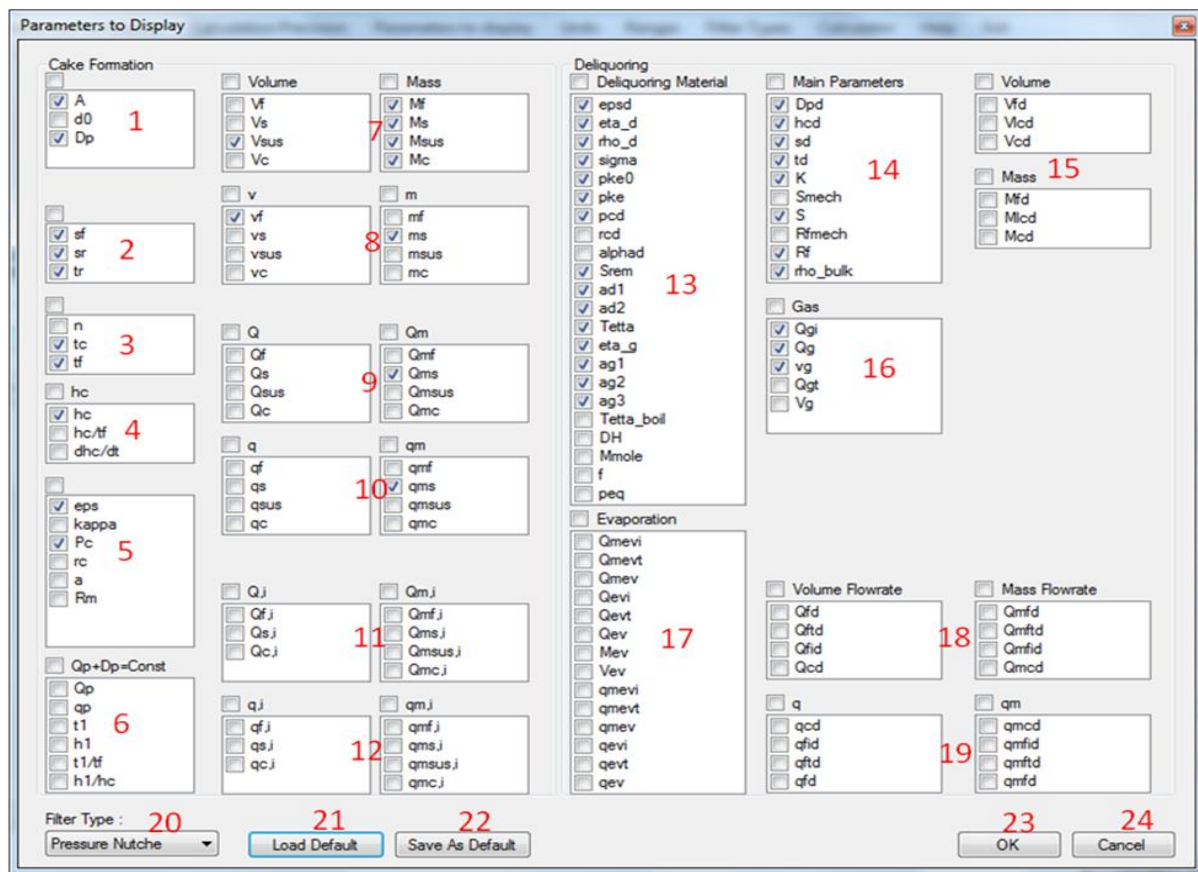 Parameters to Display
Cake Formation
A
d0
Dp
1
sf
sr
tr
2
n
tc
tf
3
hc
hc
hc/tf
dhc/dt
4
eps
kappa
Pc
rc
a
Rm
5
Qp+Dp=Const
Qp
qp
t1
h1
t1/tf
h1/hc
6
Volume
Vf
Vs
Vsus
Vc
7
Mass
Mf
Ms
Msus
Mc
v
vf
vs
vsus
vc
8
m
mf
ms
msus
mc
Q
Qf
Qs
Qsus
Qc
9
Qm
Qmf
Qms
Qmsus
Qmc
q
qf
qs
qsus
qc
10
qm
qmf
qms
qmsus
qmc
Q,i
Qf,i
Qs,i
Qc,i
11
Qm,i
Qmf,i
Qms,i
Qmsus,i
Qmc,i
q,i
qf,i
qs,i
qc,i
12
qm,i
qmf,i
qms,i
qmsus,i
qmc,i
Deliquoring
Deliquoring Material
epsd
eta_d
rho_d
sigma
pke0
pke
pcd
rcd
alphad
Srem
ad1
ad2
Tetta
eta_g
ag1
ag2
ag3
Tetta_boil
DH
Mmole
f
peq
13
Main Parameters
Dpd
hcd
sd
td
K
Smech
S
Rfmech
Rf
rho_bulk
14
Volume
Vfd
Vlcd
Vcd
15
Mass
Mfd
Mlcd
Mcd
Gas
Qgi
Qg
vg
Qgt
Vg
16
Evaporation
Qmevi
Qmevt
Qmev
Qevi
Qevt
Qev
Mev
Vev
qmevi
qmevt
qmev
qevi
qevt
qev
17
Volume Flowrate
Qfd
Qftd
Qfid
Qcd
18
Mass Flowrate
Qmfd
Qmftd
Qmfid
Qmcd
q
qcd
qfid
qftd
qfd
19
qm
qmcd
qmfid
qmftd
qmfd
Filter Type :
20
Pressure Nutche
21
Load Default
22
Save As Default
23
OK
24
Cancel